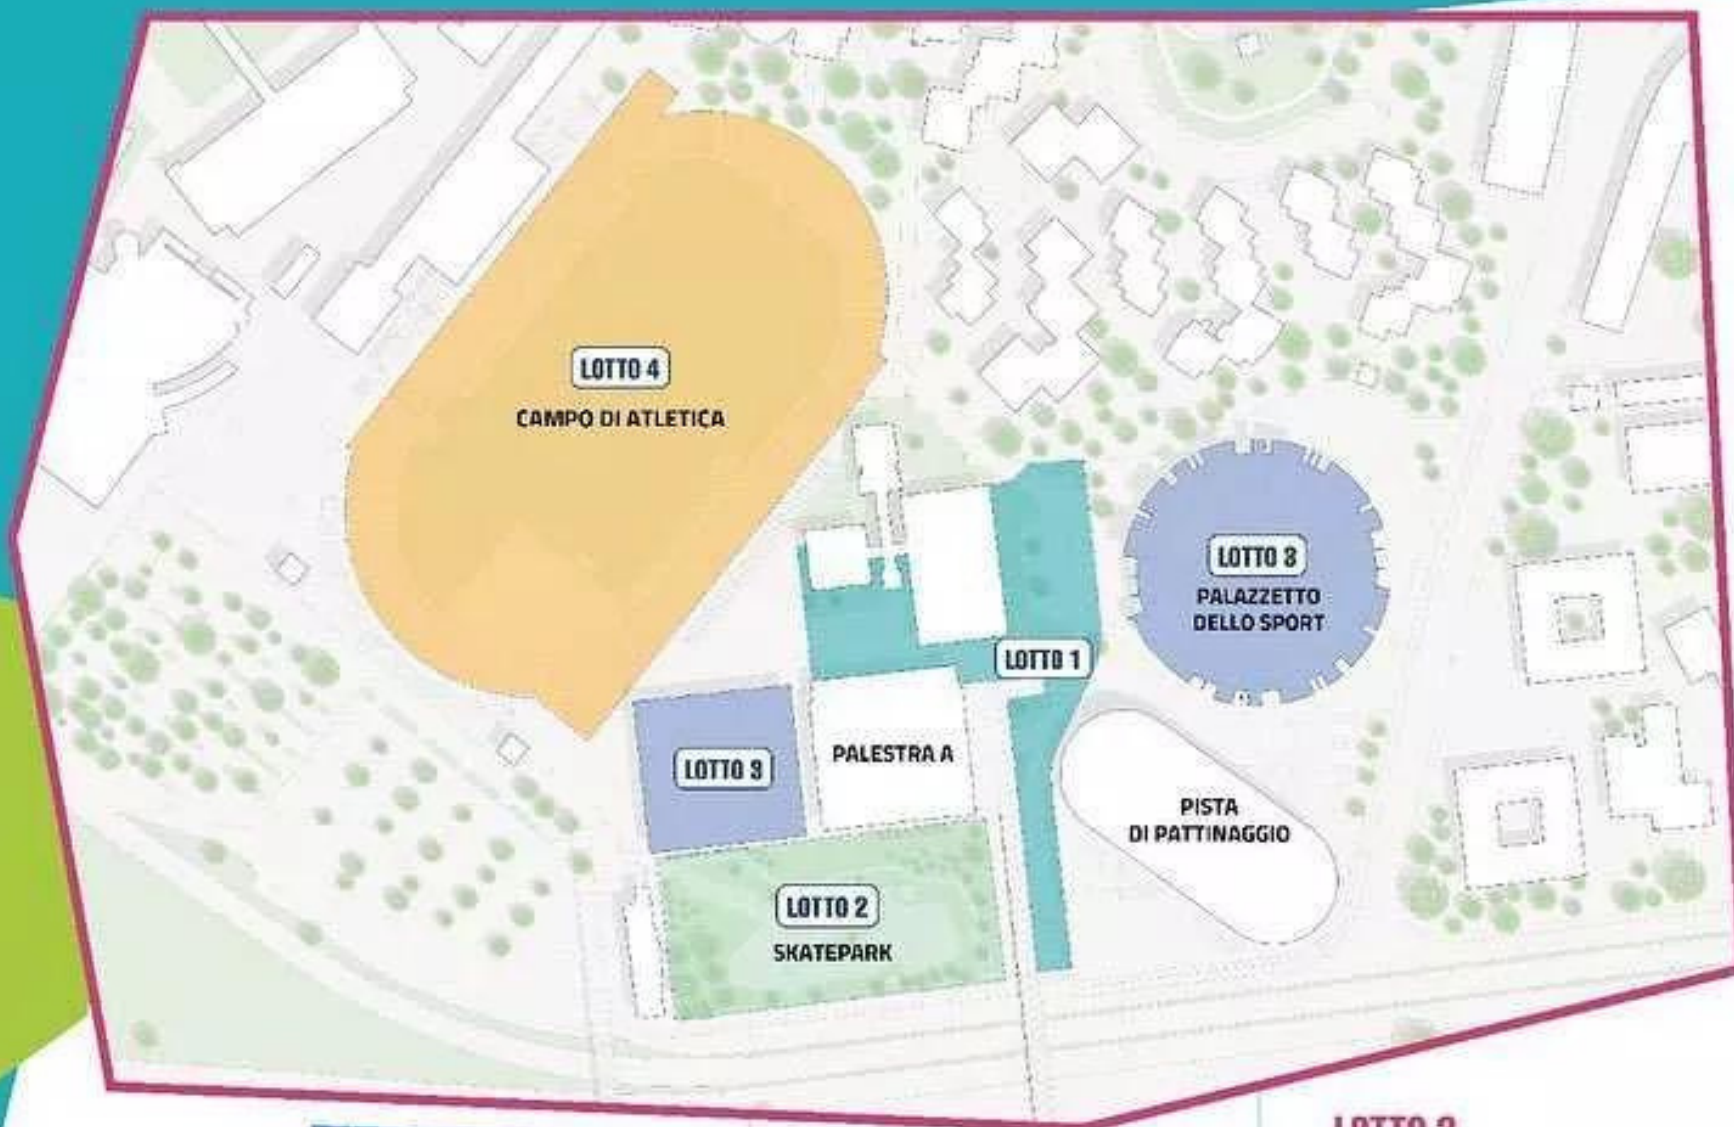 LOTTO 4
CAMPO DI ATLETICA
LOTTO 3
PALAZZETTO
DELLO SPORT
LOTTO 1
LOTTO 3
PALESTRA A
PISTA
DI PATTINAGGIO
LOTTO 2
SKATEPARK
LOTTO